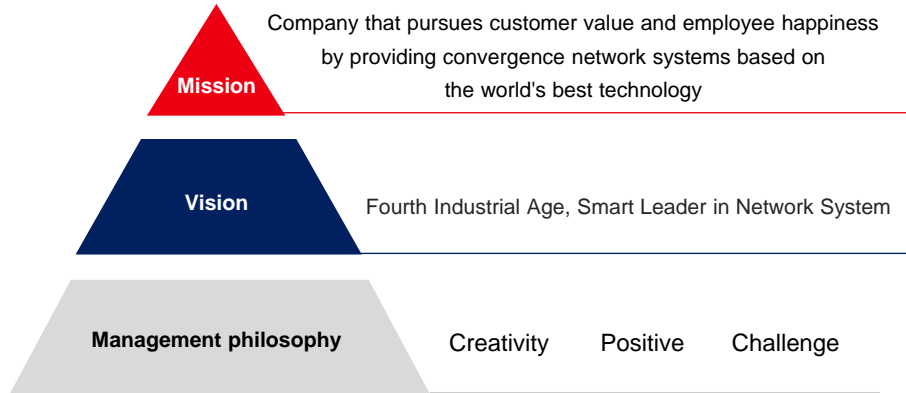 Company that pursues customer value and employee happiness
by providing convergence network systems based on
the world's best technology
Mission
Vision
Fourth Industrial Age, Smart Leader in Network System
Management philosophy
Creativity Positive Challenge